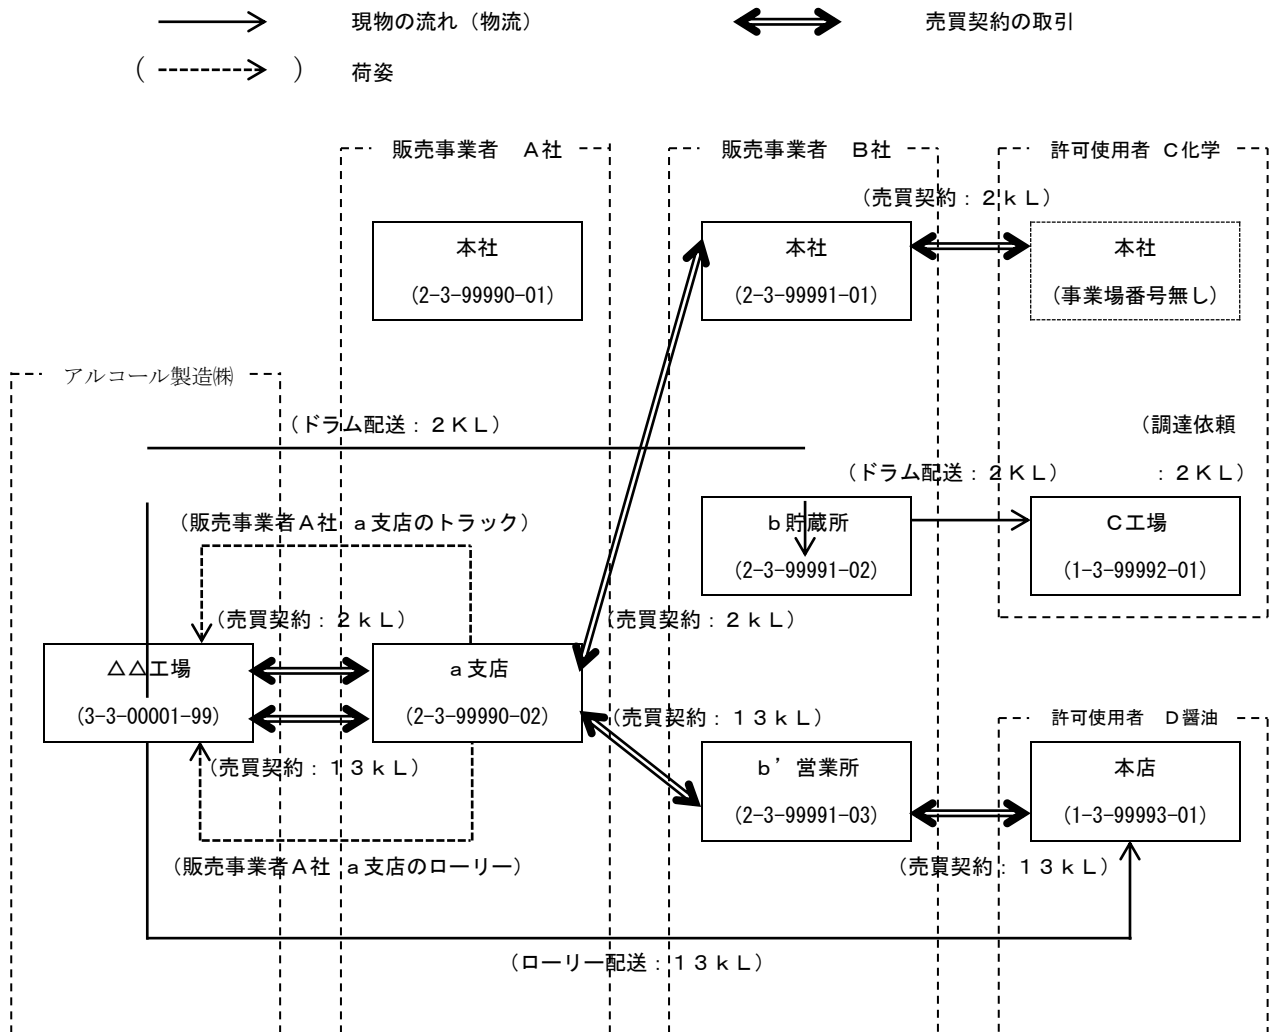 現物の流れ（物流）
売買契約の取引
（　　）　荷姿
販売事業者　Ａ社
販売事業者　Ｂ社
許可使用者 Ｃ化学
（売買契約：２ｋＬ）
本社
（2-3-99990-01）
本社
（2-3-99991-01）
本社
（事業場番号無し）
アルコール製造㈱
（ドラム配送：２ＫＬ）
（調達依頼
：２ＫＬ）
（ドラム配送：２ＫＬ）
（販売事業者Ａ社 ａ支店のトラック）
ｂ貯蔵所
（2-3-99991-02）
Ｃ工場
（1-3-99992-01）
（売買契約：２ｋＬ）
（売買契約：２ｋＬ）
△△工場
（3-3-00001-99）
ａ支店
（2-3-99990-02）
（売買契約：１３ｋＬ）
許可使用者　Ｄ醤油
（売買契約：１３ｋＬ）
ｂ’営業所
（2-3-99991-03）
本店
（1-3-99993-01）
（販売事業者Ａ社 ａ支店のローリー）
（売買契約：１３ｋＬ）
（ローリー配送：１３ｋＬ）